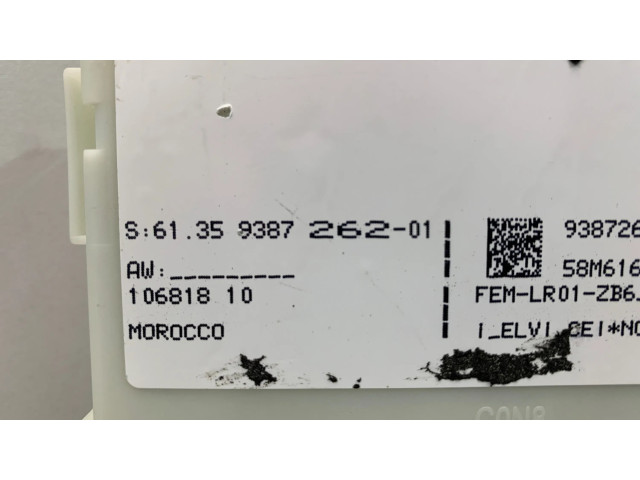 S:61.35 9387 262-01
AW:_________
106818 10
MOROCCO
938726
58M616
FEM-LR01-ZB6